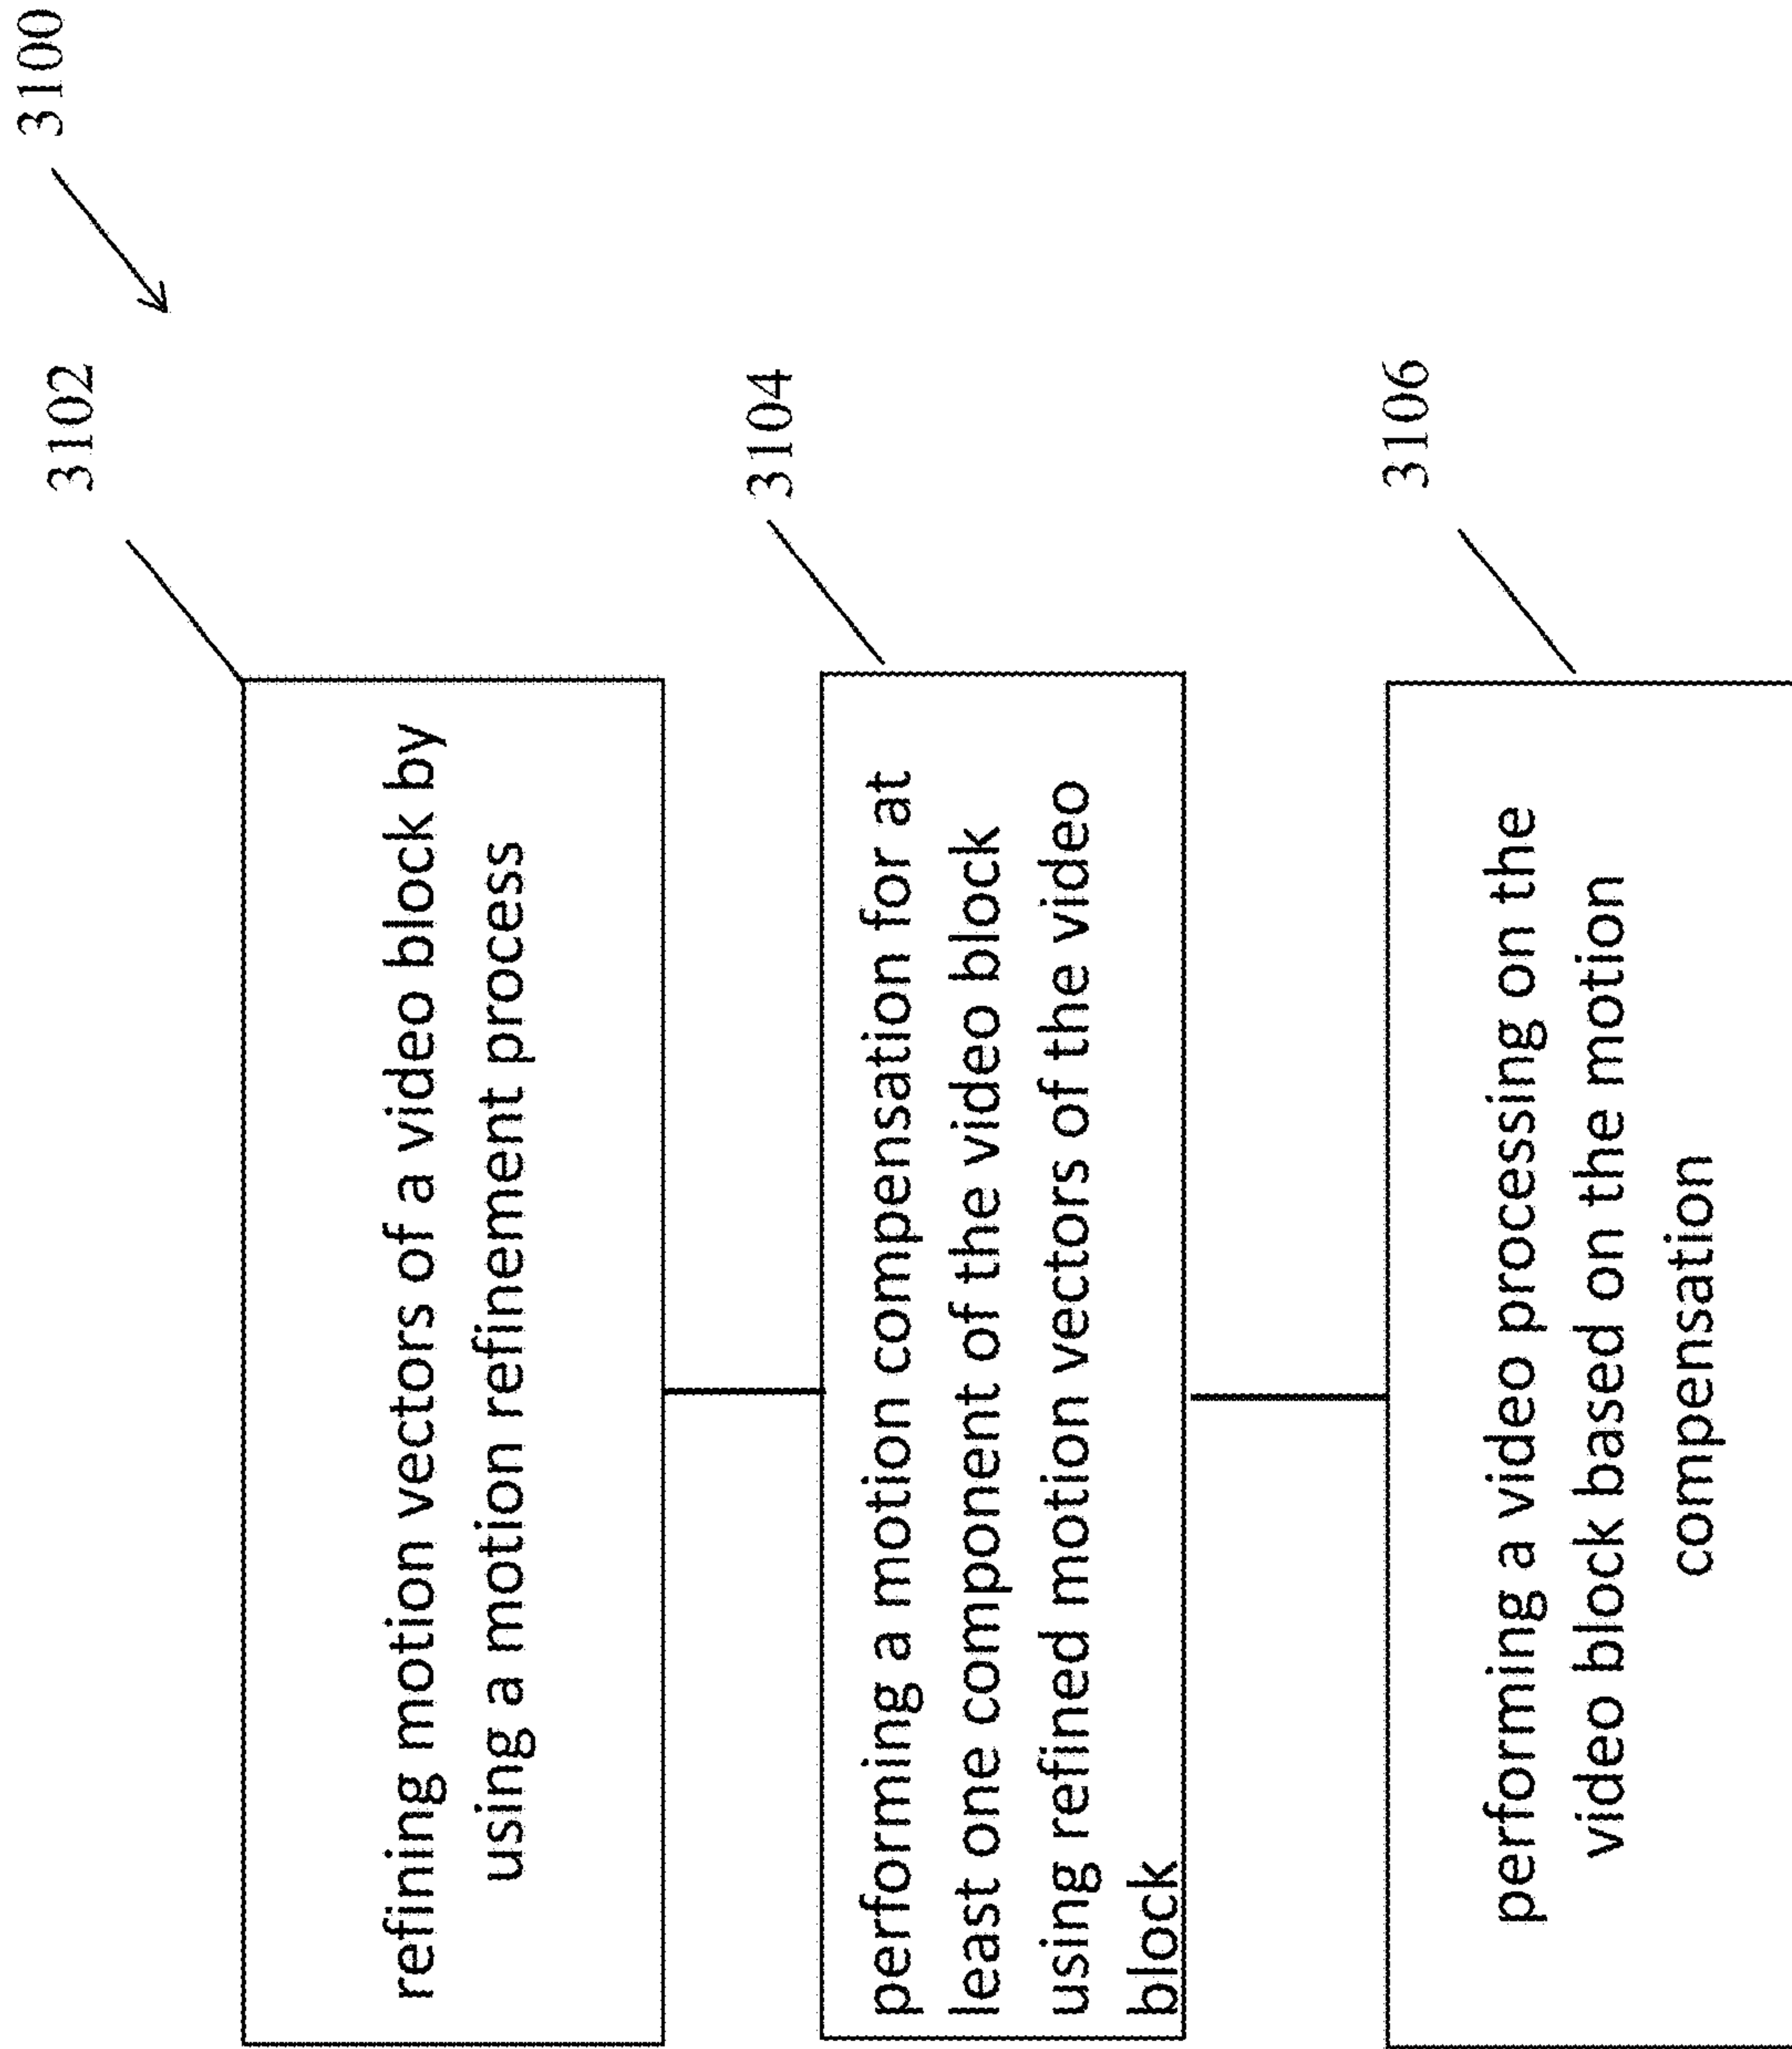 3100
3102
refining motion vectors of a video block by
using a motion refinement process
3104
performing a motion compensation for at
least one component of the video block
using refined motion vectors of the video
block
3106
performing a video processing on the
video block based on the motion
compensation